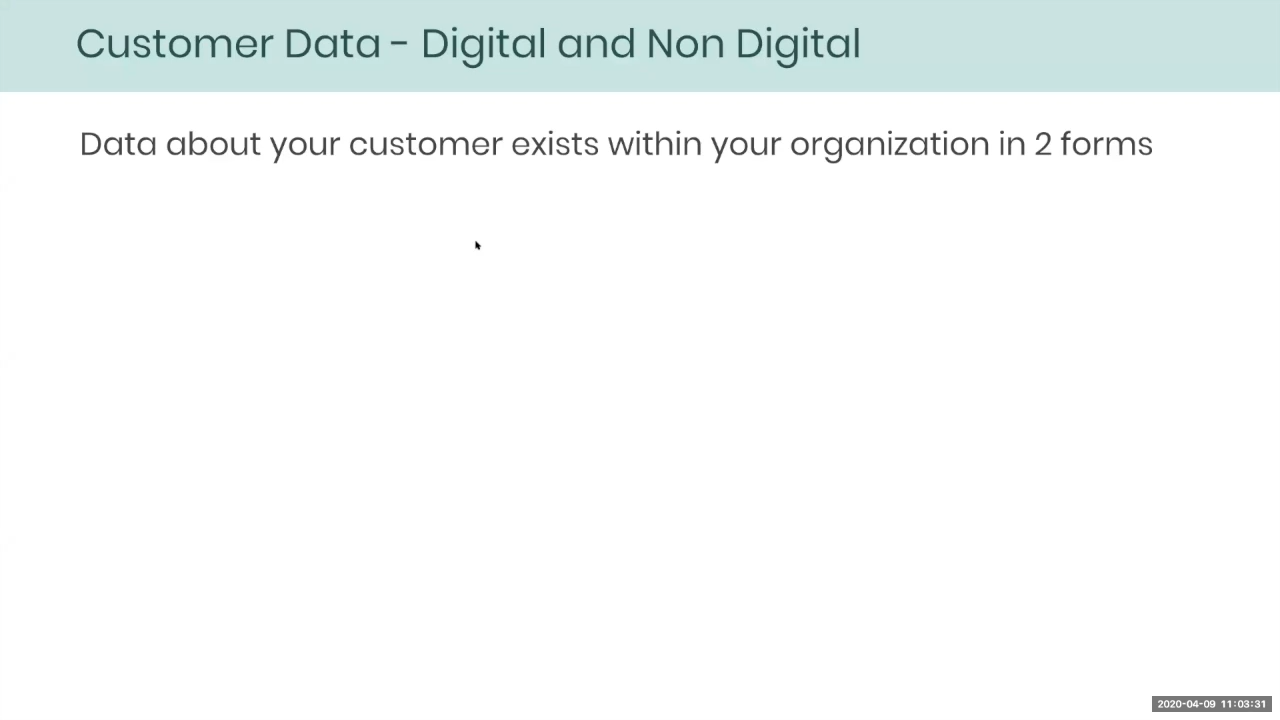 Customer Data - Digital and Non Digital
Data about your customer exists within your organization in 2 forms
2020-04-09 11:03:31